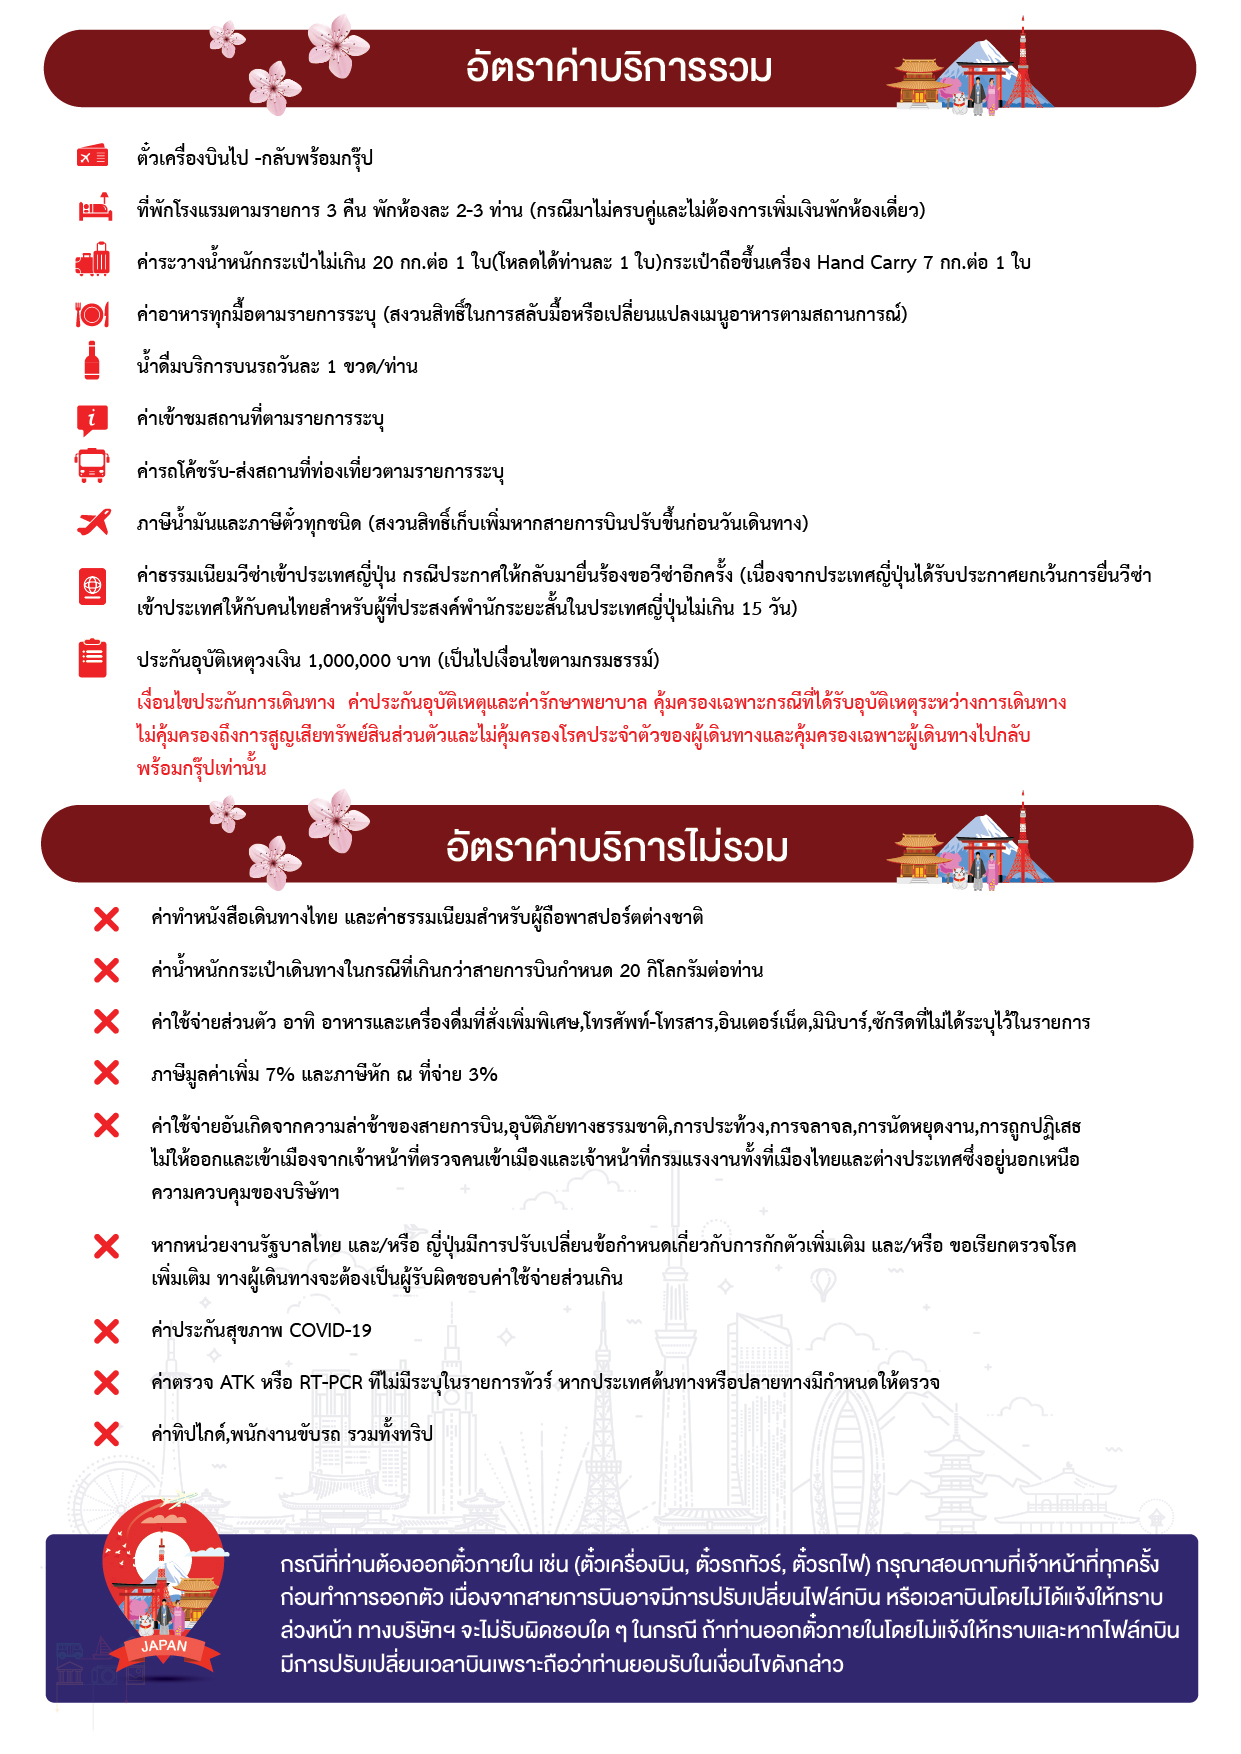 อัตราค่าบริการรวม
ตั๋วเครื่องบินไป -กลับพร้อมกรุ๊ป
ที่พักโรงแรมตามรายการ 3 คืน พักห้องละ 2-3 ท่าน (กรณีมาไม่ครบคู่และไม่ต้องการเพิ่มเงินพักห้องเดี่ยว)
ค่าระวางน้ำหนักกระเป๋าไม่เกิน 20 กก.ต่อ 1 ใบ(โหลดได้ท่านละ 1 ใบ)กระเป๋าถือขึ้นเครื่อง Hand Carry 7 กก.ต่อ 1 ใบ
ค่าอาหารทุกมื้อตามรายการระบุ (สงวนสิทธิ์ในการสลับมื้อหรือเปลี่ยนแปลงเมนูอาหารตามสถานการณ์)
น้ำดื่มบริการบนรถวันละ 1 ขวด/ท่าน
ค่าเข้าชมสถานที่ตามรายการระบุ
ค่ารถโค้ชรับ-ส่งสถานที่ท่องเที่ยวตามรายการระบุ
ภาษีน้ำมันและภาษีตั๋วทุกชนิด (สงวนสิทธิ์เก็บเพิ่มหากสายการบินปรับขึ้นก่อนวันเดินทาง)
ค่าธรรมเนียมวีซ่าเข้าประเทศญี่ปุ่น กรณีประกาศให้กลับมายื่นร้องขอวีซ่าอีกครั้ง (เนื่องจากประเทศญี่ปุ่นได้รับประกาศยกเว้นการยื่นวีซ่า
เข้าประเทศให้กับคนไทยสำหรับผู้ที่ประสงค์พำนักระยะสั้นในประเทศญี่ปุ่นไม่เกิน 15 วัน)
ประกันอุบัติเหตุวงเงิน 1,000,000 บาท (เป็นไปเงื่อนไขตามกรมธรรม์)
เงื่อนไขประกันการเดินทาง ค่าประกันอุบัติเหตุและค่ารักษาพยาบาล คุ้มครองเฉพาะกรณีที่ได้รับอุบัติเหตุระหว่างการเดินทาง
ไม่คุ้มครองถึงการสูญเสียทรัพย์สินส่วนตัวและไม่คุ้มครองโรคประจำตัวของผู้เดินทางและคุ้มครองเฉพาะผู้เดินทางไปกลับ
พร้อมกรุ๊ปเท่านั้น
อัตราค่าบริการไม่รวม
ค่าทำหนังสือเดินทางไทย และค่าธรรมเนียมสำหรับผู้ถือพาสปอร์ตต่างชาติ
ค่าน้ำหนักกระเป๋าเดินทางในกรณีที่เกินกว่าสายการบินกำหนด 20 กิโลกรัมต่อท่าน
ค่าใช้จ่ายส่วนตัว อาทิ อาหารและเครื่องดื่มที่สั่งเพิ่มพิเศษ,โทรศัพท์-โทรสาร,อินเตอร์เน็ต,มินิบาร์,ซักรีดที่ไม่ได้ระบุไว้ในรายการ
ภาษีมูลค่าเพิ่ม 7% และภาษีหัก ณ ที่จ่าย 3%
ค่าใช้จ่ายอันเกิดจากความล่าช้าของสายการบิน,อุบัติภัยทางธรรมชาติ,การประท้วง,การจลาจล,การนัดหยุดงาน,การถูกปฏิเสธ
ไม่ให้ออกและเข้าเมืองจากเจ้าหน้าที่ตรวจคนเข้าเมืองและเจ้าหน้าที่กรมแรงงานทั้งที่เมืองไทยและต่างประเทศซึ่งอยู่นอกเหนือ
ความควบคุมของบริษัทฯ
หากหน่วยงานรัฐบาลไทย และ/หรือ ญี่ปุ่นมีการปรับเปลี่ยนข้อกำหนดเกี่ยวกับการกักตัวเพิ่มเติม และ/หรือ ขอเรียกตรวจโรค
เพิ่มเติม ทางผู้เดินทางจะต้องเป็นผู้รับผิดชอบค่าใช้จ่ายส่วนเกิน
ค่าประกันสุขภาพ COVID-19
ค่าตรวจ ATK หรือ RT-PCR ที่ไม่มีระบุในรายการทัวร์ หากประเทศต้นทางหรือปลายทางมีกำหนดให้ตรวจ
ค่าทิปไกด์,พนักงานขับรถ รวมทั้งทริป
กรณีที่ท่านต้องออกตั๋วภายใน เช่น (ตั๋วเครื่องบิน, ตั๋วรถทัวร์, ตั๋วรถไฟ) กรุณาสอบถามที่เจ้าหน้าที่ทุกครั้ง
ก่อนทำการออกตัว เนื่องจากสายการบินอาจมีการปรับเปลี่ยนไฟล์ทบิน หรือเวลาบินโดยไม่ได้แจ้งให้ทราบ
ล่วงหน้า ทางบริษัทฯ จะไม่รับผิดชอบใด ๆ ในกรณี ถ้าท่านออกตั๋วภายในโดยไม่แจ้งให้ทราบและหากไฟล์ทบิน
มีการปรับเปลี่ยนเวลาบินเพราะถือว่าท่านยอมรับในเงื่อนไขดังกล่าว
JAPAN